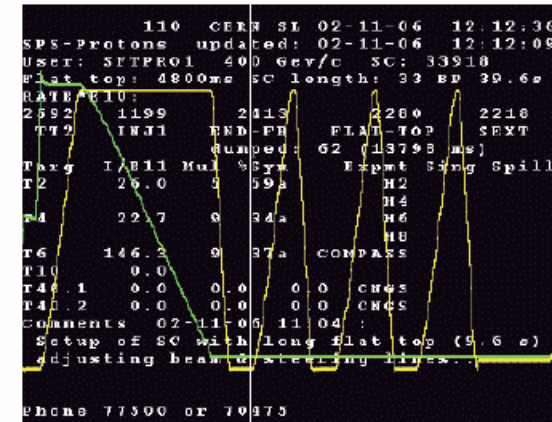 110 CERN SL 02-11-06 12:12:36
SPS-Protons updated: 02-11-06 12:12:09
User: SFTPRO1 400 Gev/c SC: 33918
Flat top: 4800ms SC length: 33 BP 39.6s
RATE*E10:
2592 1199 2413 2280 2218
TT2 INJ1 END-FB FLAT-TOP SEXT
dumped: 62 (13798 ms)
Targ I/E11 Mul %Sym Expmt Sing Spill
T2 26.0 5 59a H2
H4
T4 22.7 9 34a H6
H8
T6 146.3 9 37a COMPASS
T10 0.0
T40.1 0.0 0.0 0.0 CNGS
T40.2 0.0 0.0 0.0 CNGS
Comments 02-11-06 11:04 :
Setup of SC with long flat top (9.6 s)
adjusting beam steering lines..
Phone 77500 or 70475